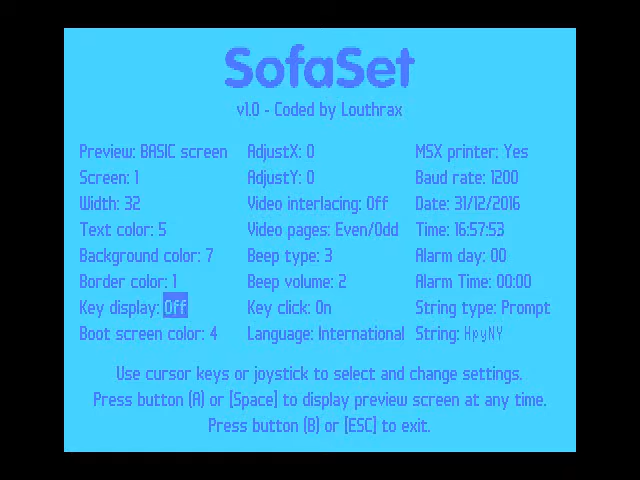 SofaSet
v1.0 - Coded by Louthrax
Preview: BASIC screen
Screen: 1
Width: 32
Text color: 5
Background color: 7
Border color: 1
Key display: Off
Boot screen color: 4
AdjustX: 0
AdjustY: 0
Video interlacing: Off
Video pages: Even/Odd
Beep type: 3
Beep volume: 2
Key click: On
Language: International
MSX printer: Yes
Baud rate: 1200
Date: 31/12/2016
Time: 16:57:53
Alarm day: 00
Alarm Time: 00:00
String type: Prompt
String: HpyNY
Use cursor keys or joystick to select and change settings.
Press button (A) or [Space] to display preview screen at any time.
Press button (B) or [ESC] to exit.